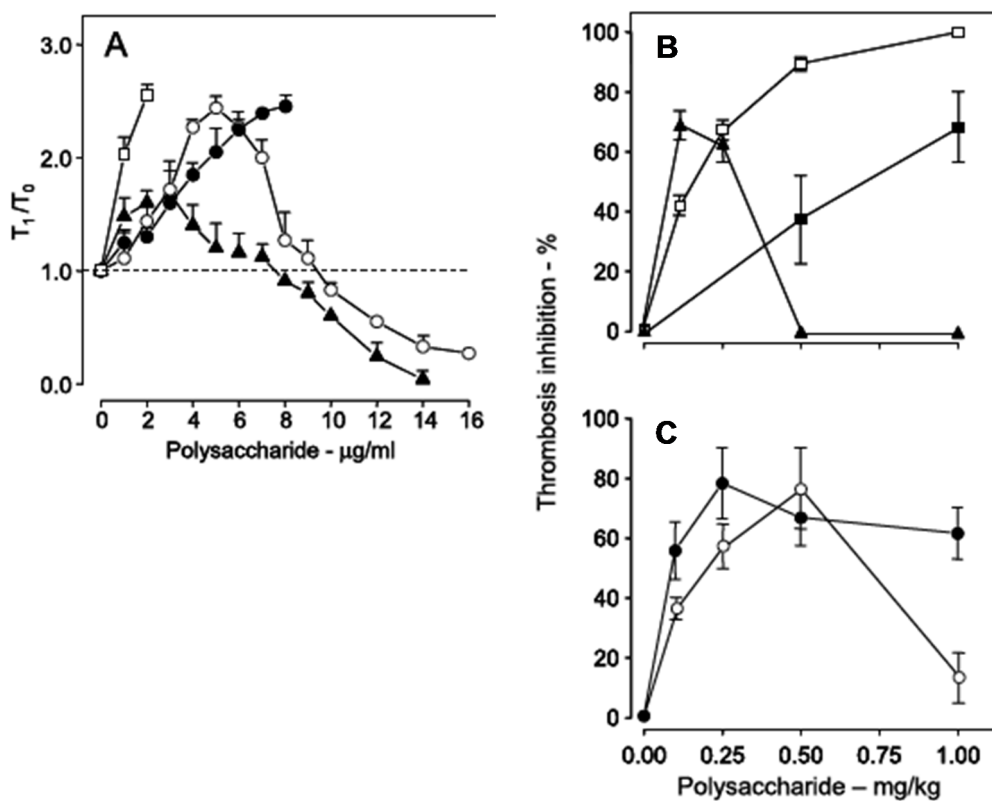 A
3.0
2.0
1.0
0.0
T1/T0
0 2 4 6 8 10 12 14 16
Polysaccharide - μg/ml
B
100
80
60
40
20
0
Thrombosis inhibition - %
C
100
80
60
40
20
0
0.00 0.25 0.50 0.75 1.00
Polysaccharide – mg/kg